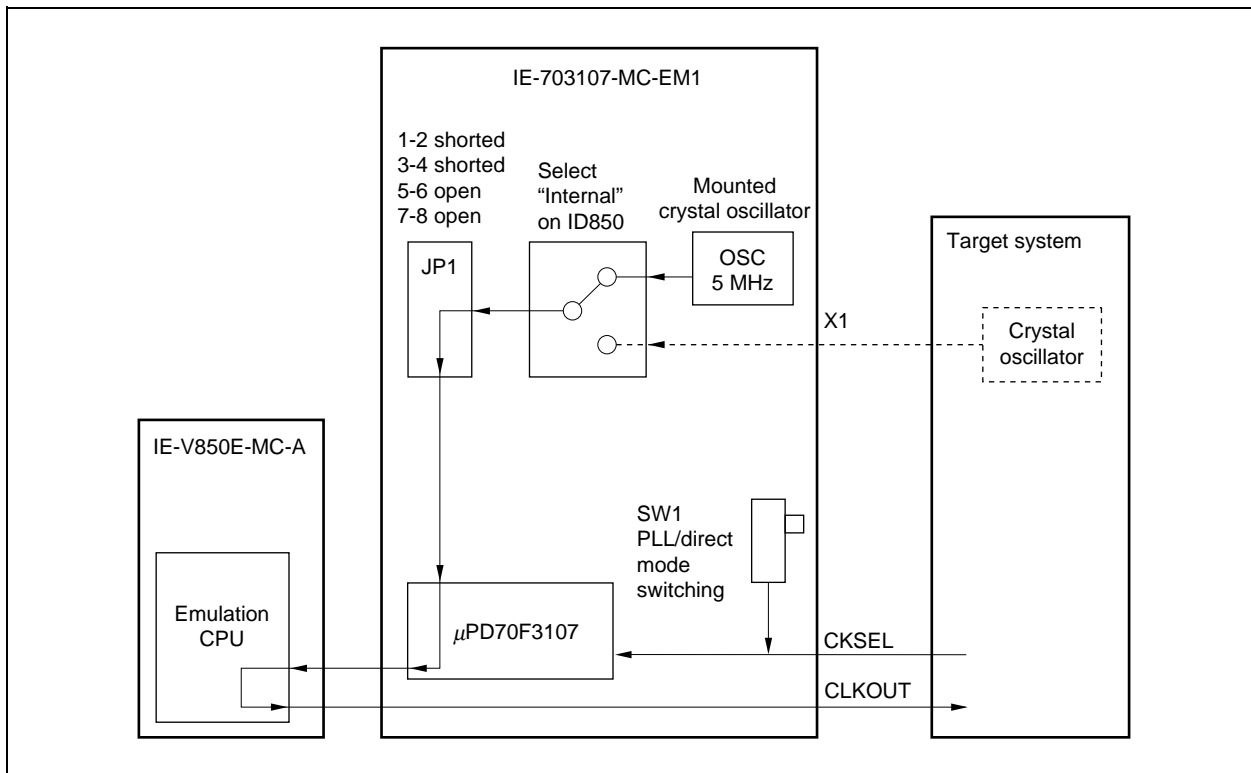 IE-703107-MC-EM1
1-2 shorted
3-4 shorted
5-6 open
7-8 open
Select
“Internal”
on ID850
Mounted
crystal oscillator
JP1
OSC
5 MHz
Target system
X1
Crystal
oscillator
IE-V850E-MC-A
SW1
PLL/direct
mode
switching
Emulation
CPU
μPD70F3107
CKSEL
CLKOUT